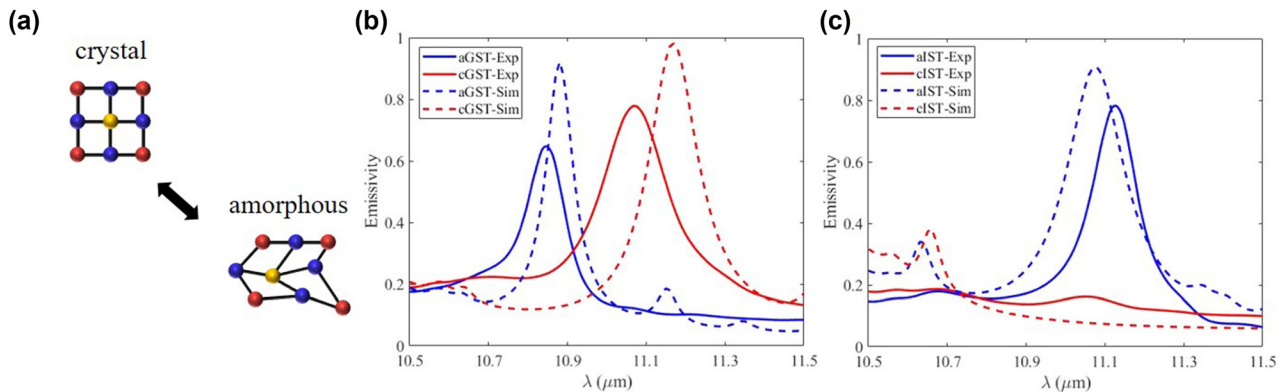 (a)
crystal
amorphous
(b)
Emissivity
1
0.8
0.6
0.4
0.2
0
10.5 10.7 10.9 11.1 11.3 11.5
λ (μm)
aGST-Exp
cGST-Exp
aGST-Sim
cGST-Sim
(c)
Emissivity
1
0.8
0.6
0.4
0.2
0
10.5 10.7 10.9 11.1 11.3 11.5
λ (μm)
aIST-Exp
cIST-Exp
aIST-Sim
cIST-Sim